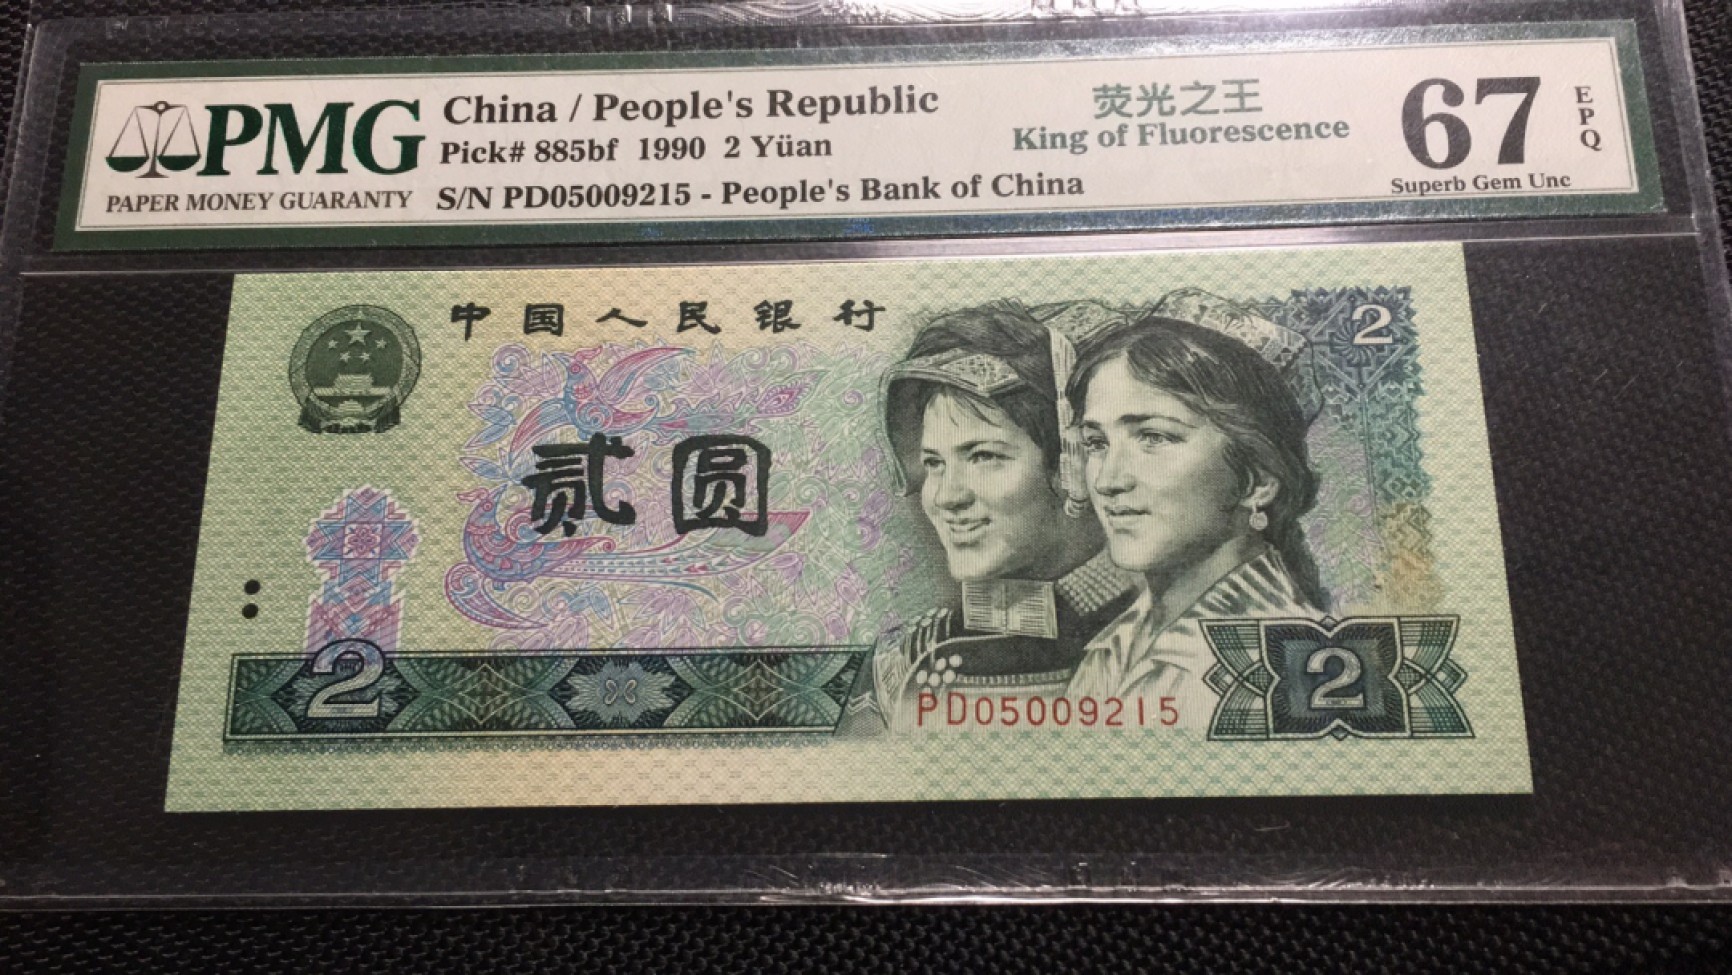 PMG
PAPER MONEY GUARANTY
China / People's Republic
Pick# 885bf 1990 2 Yüan
S/N PD05009215 - People's Bank of China
荧光之王
King of Fluorescence
67
EPQ
Superb Gem Unc
中国人民银行
2
贰圆
2
PD05009215
2